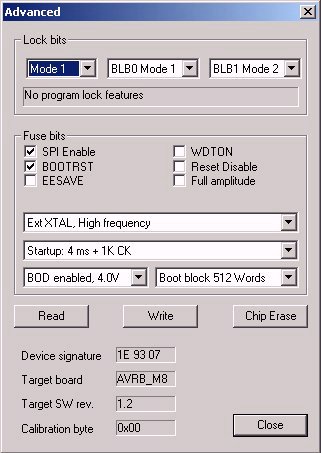 Advanced
Lock bits
Mode 1 BLB0 Mode 1 BLB1 Mode 2
No program lock features
Fuse bits
SPI Enable WDTON
BOOTRST Reset Disable
EESAVE Full amplitude
Ext XTAL, High frequency
Startup: 4 ms + 1K CK
BOD enabled, 4.0V Boot block 512 Words
Read Write Chip Erase
Device signature 1E 93 07
Target board AVRB_M8
Target SW rev. 1.2
Calibration byte 0x00
Close